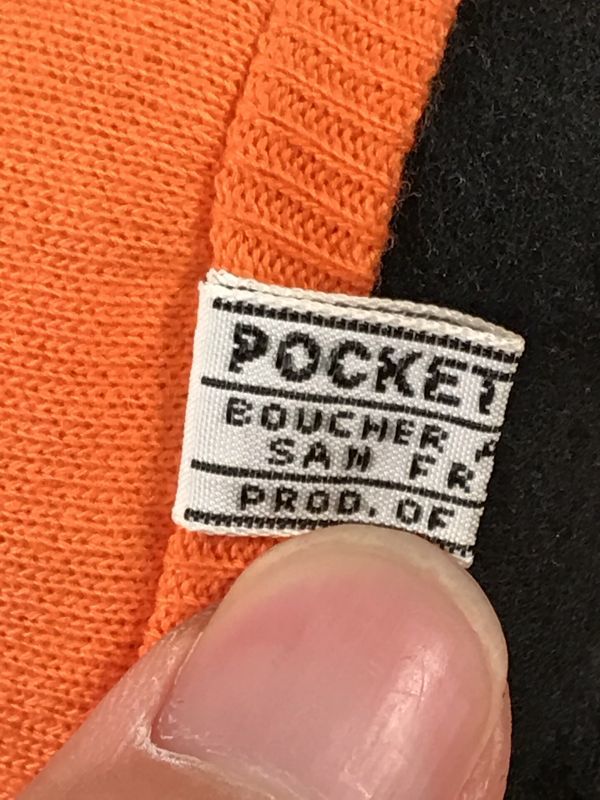 POCKET
BOUCHER
SAN FR
PROD. OF